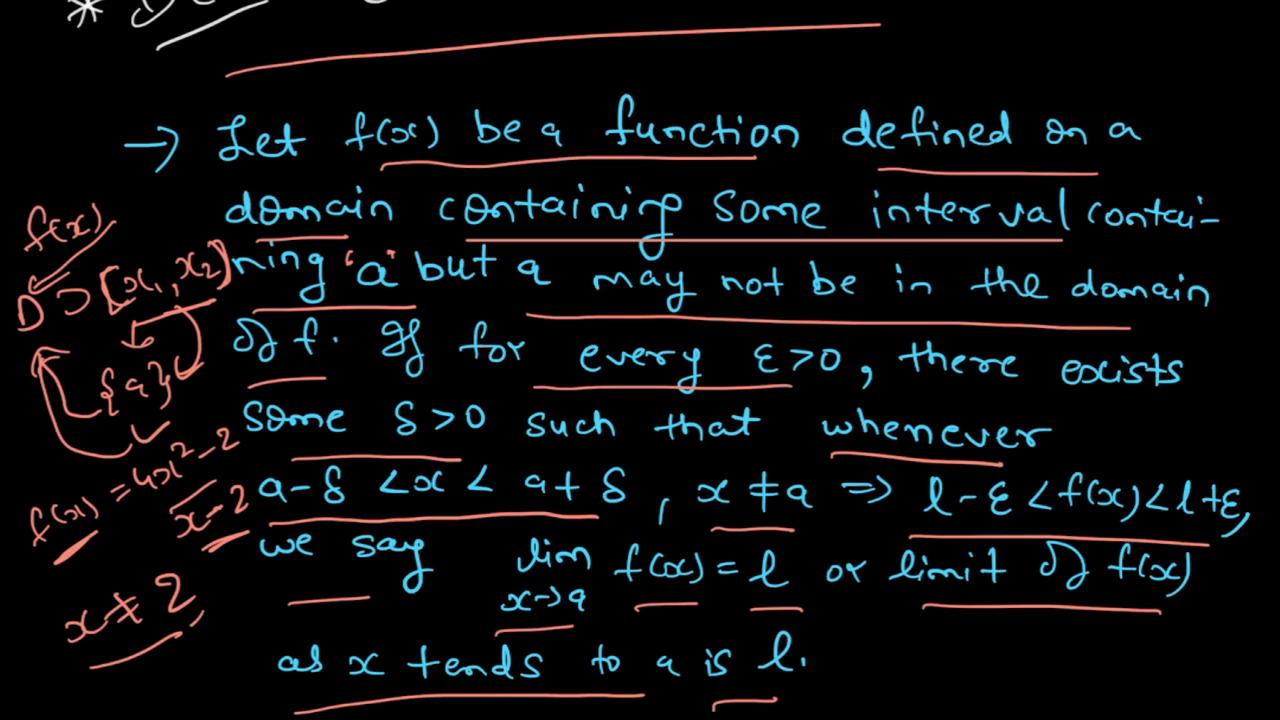 *
→ Let f(x) be a function defined on a
domain containing some interval contai-
ning "a" but a may not be in the domain
of f. If for every ε>0, there exists
some δ>0 such that whenever
a-δ <x< a+δ, x≠a ⇒ l-ε<f(x)<l+ε,
we say lim x→a f(x) = l or limit of f(x)
as x tends to a is l.
f(x)
D ⊃ [x₁, x₂]
{a}
f(x) = 4x²-2
x-2
x≠2